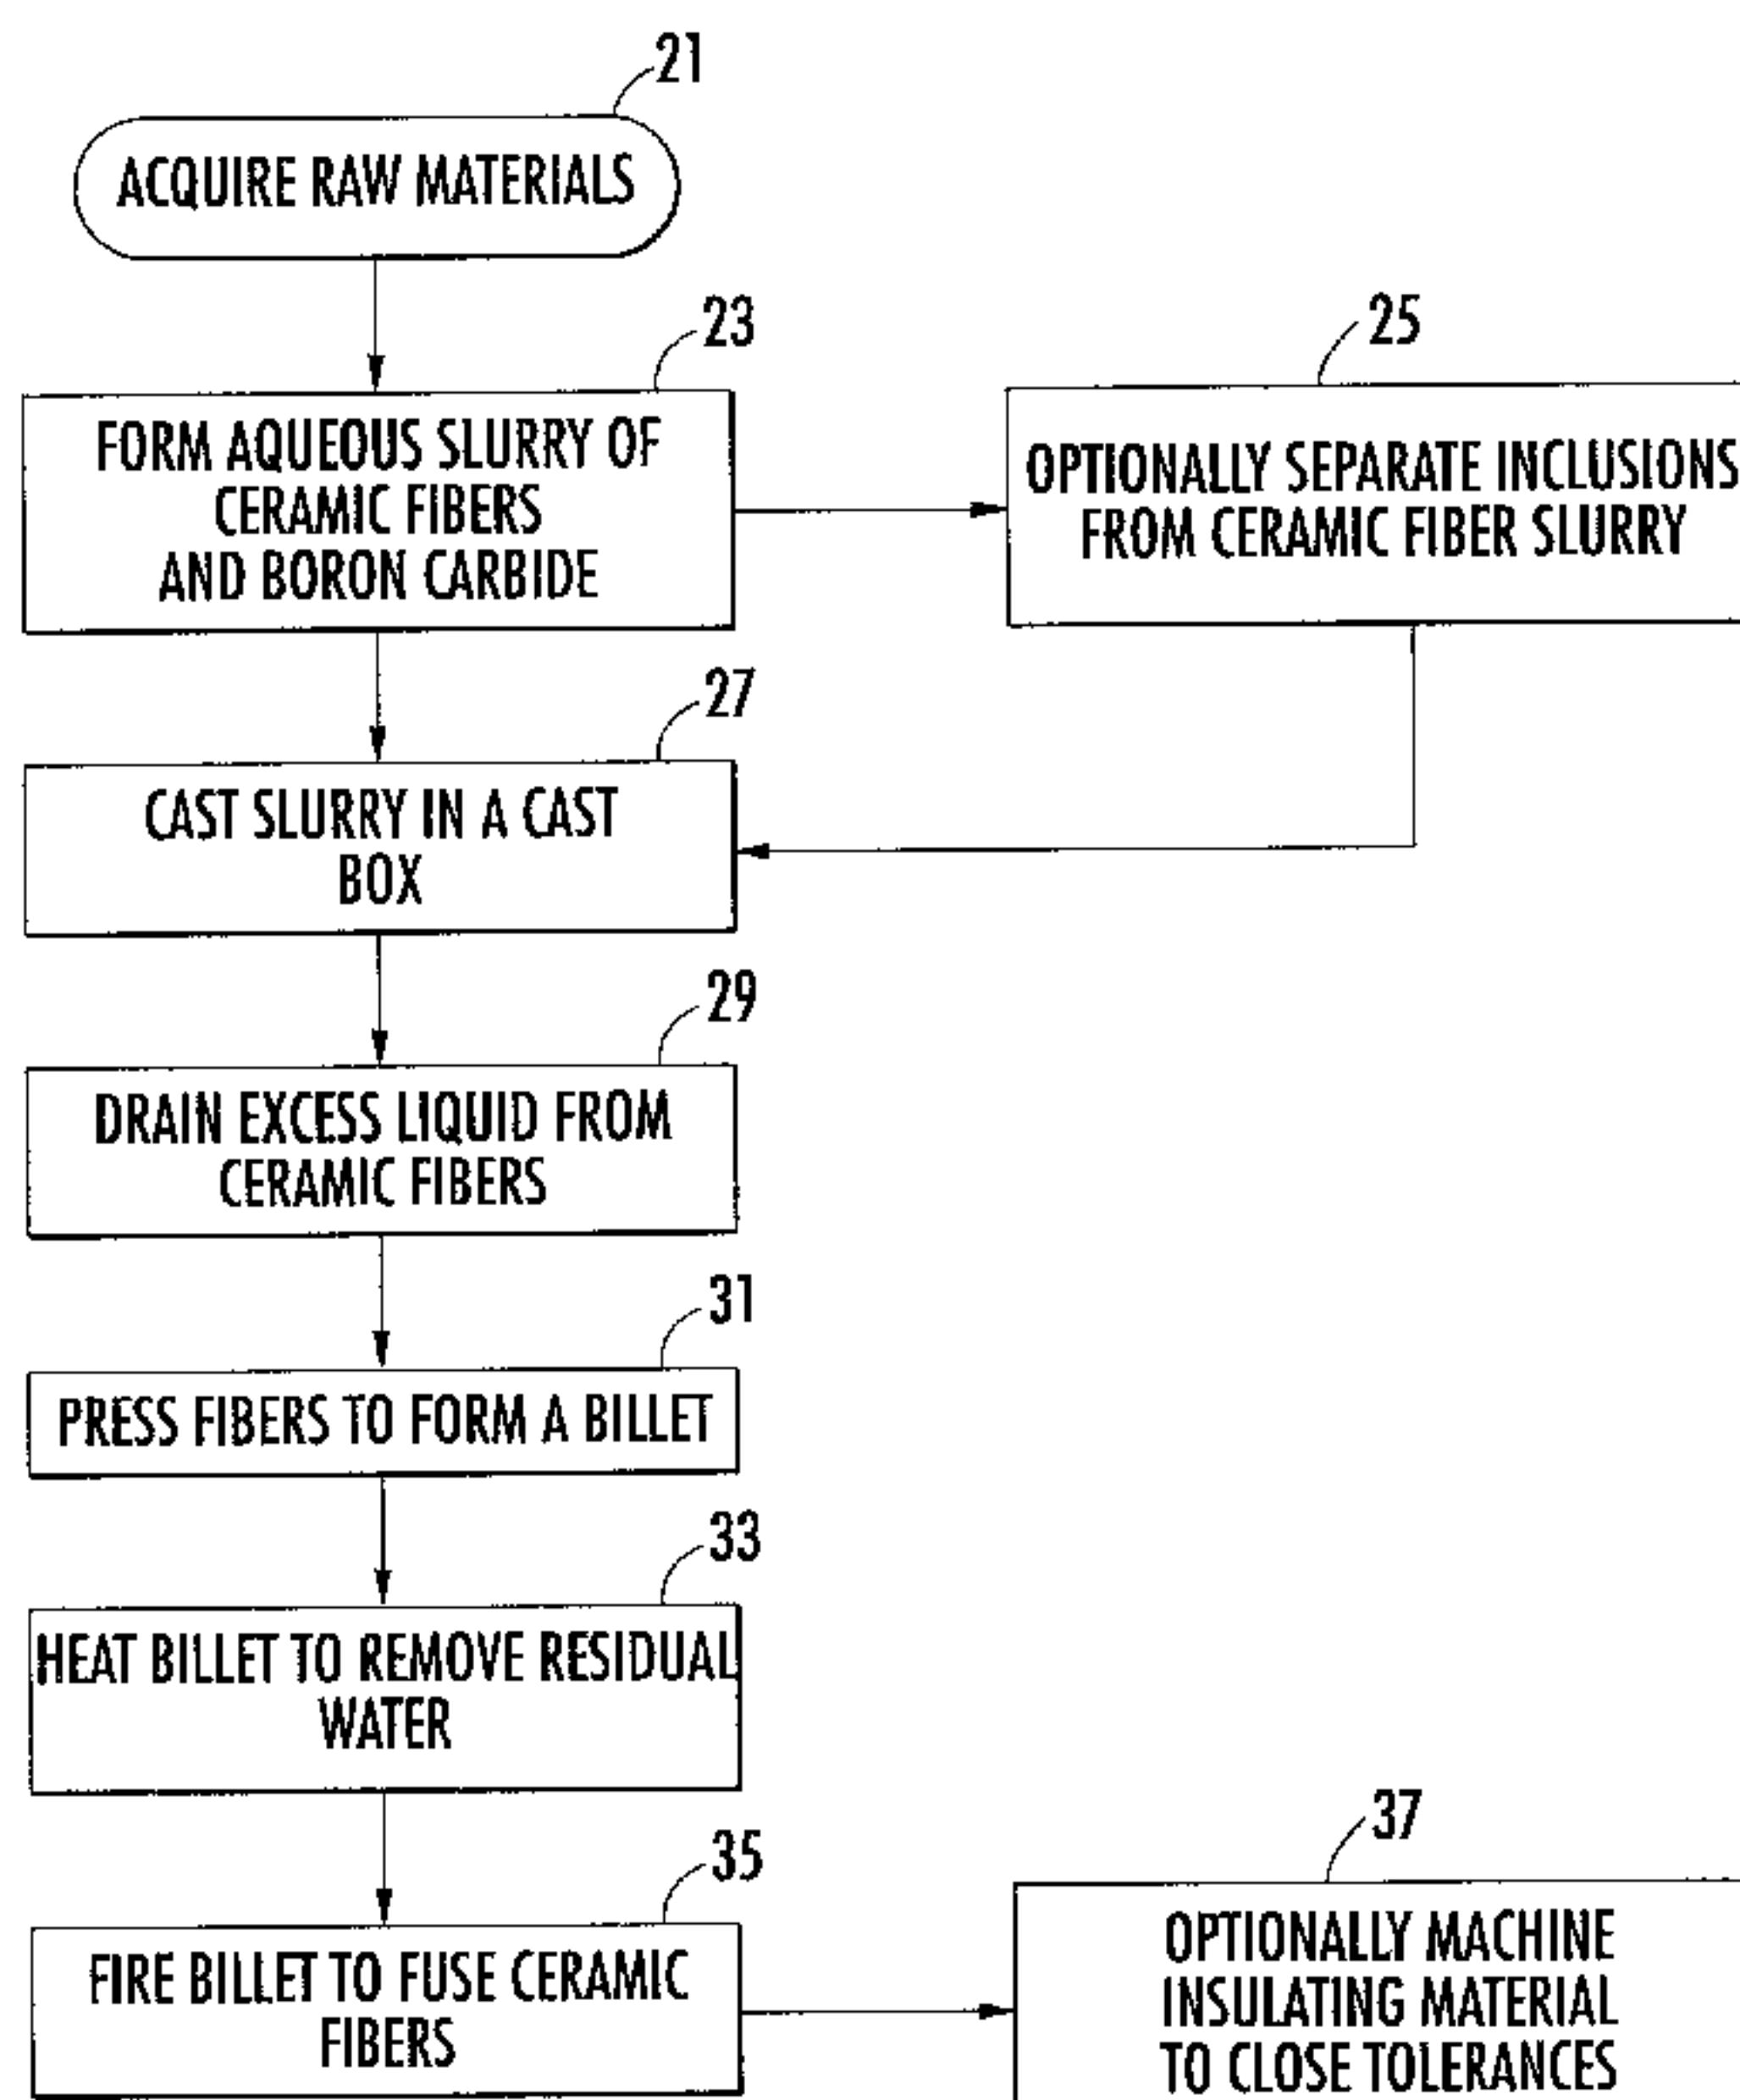 21
ACQUIRE RAW MATERIALS
23
FORM AQUEOUS SLURRY OF
CERAMIC FIBERS
AND BORON CARBIDE
25
OPTIONALLY SEPARATE INCLUSIONS
FROM CERAMIC FIBER SLURRY
27
CAST SLURRY IN A CAST
BOX
29
DRAIN EXCESS LIQUID FROM
CERAMIC FIBERS
31
PRESS FIBERS TO FORM A BILLET
33
HEAT BILLET TO REMOVE RESIDUAL
WATER
35
FIRE BILLET TO FUSE CERAMIC
FIBERS
37
OPTIONALLY MACHINE
INSULATING MATERIAL
TO CLOSE TOLERANCES